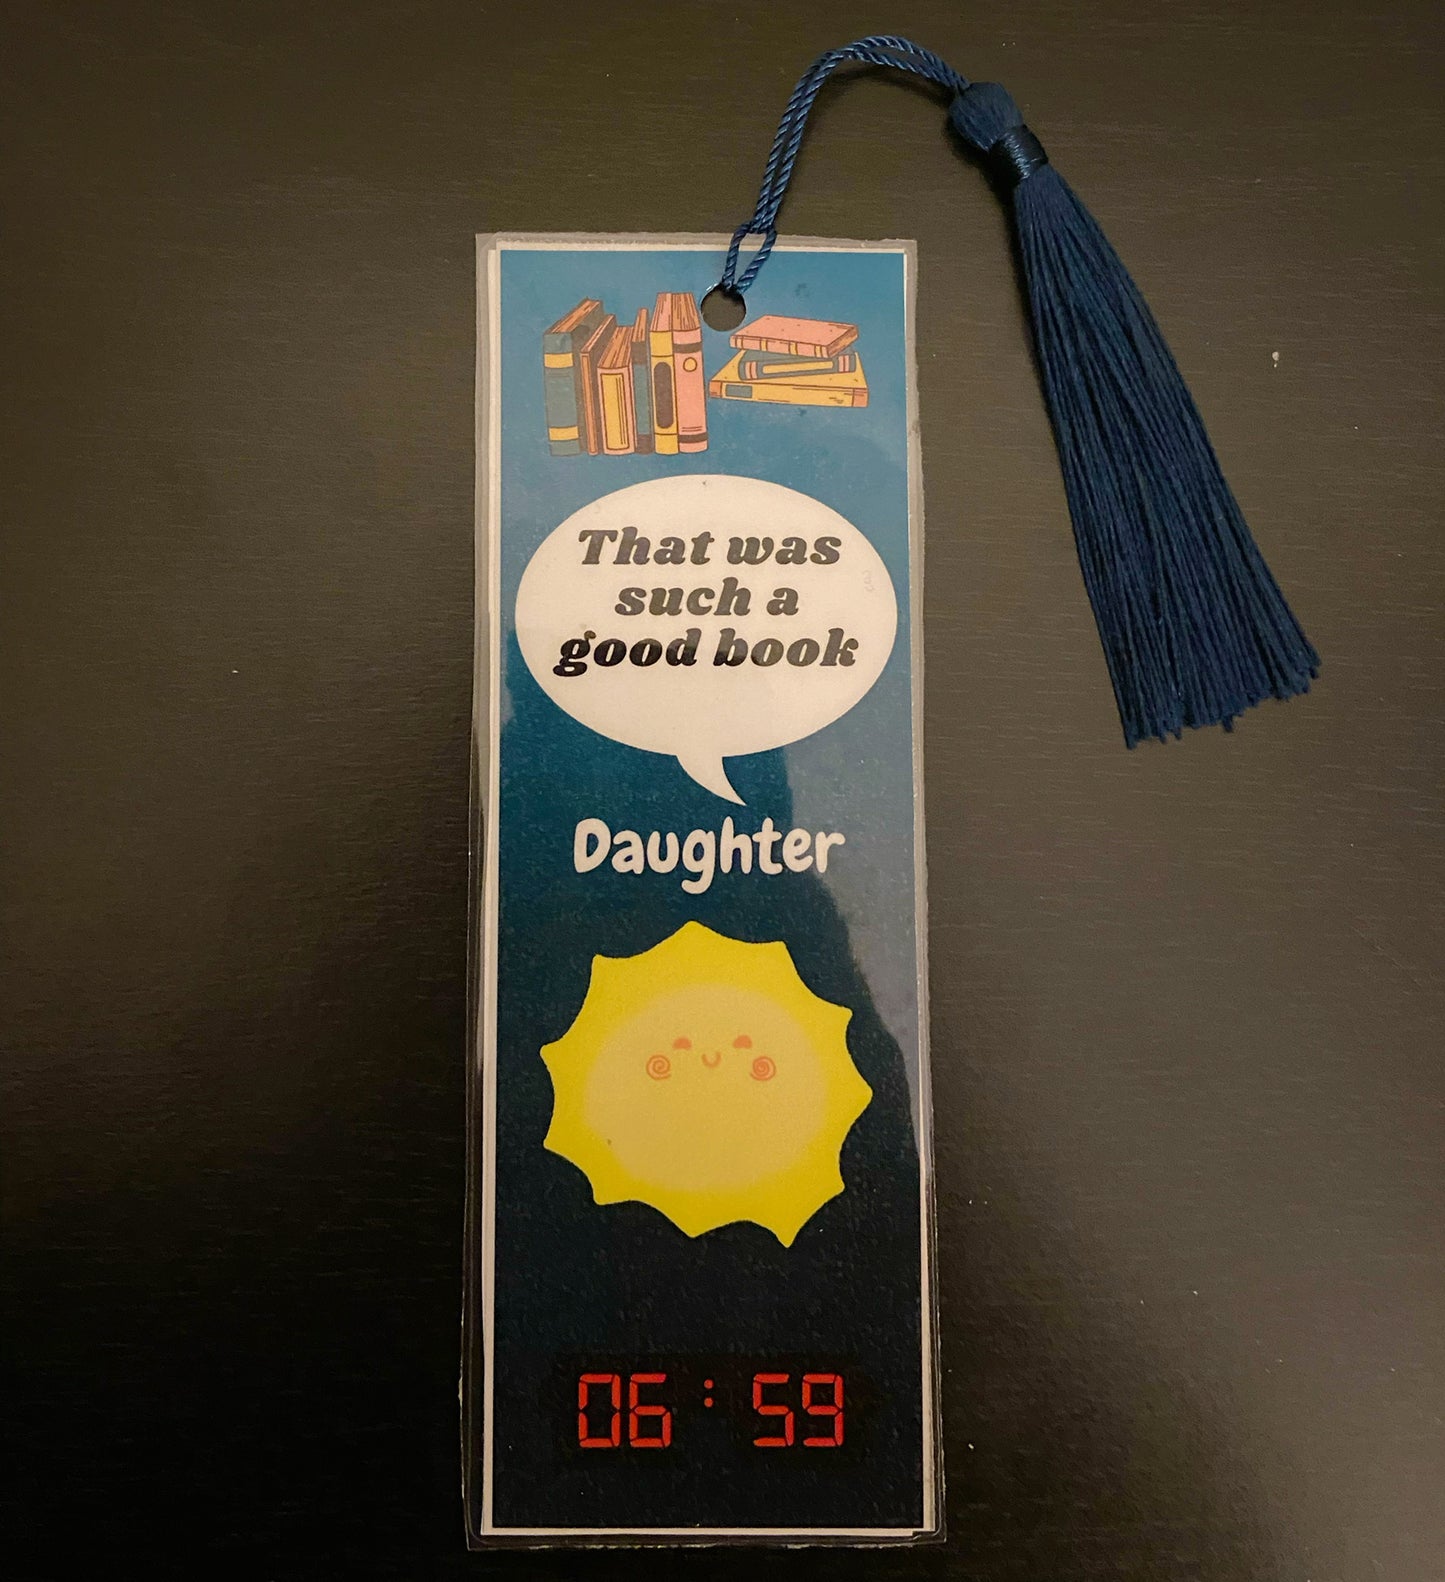 That was
such a
good book
Daughter
06:59